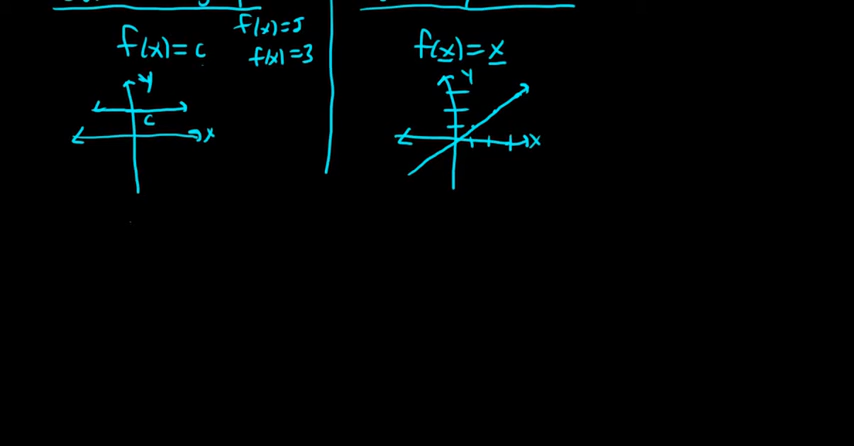 f(x)=5
f(x)=c
f(x)=3
y
c
x
f(x)=x
y
x